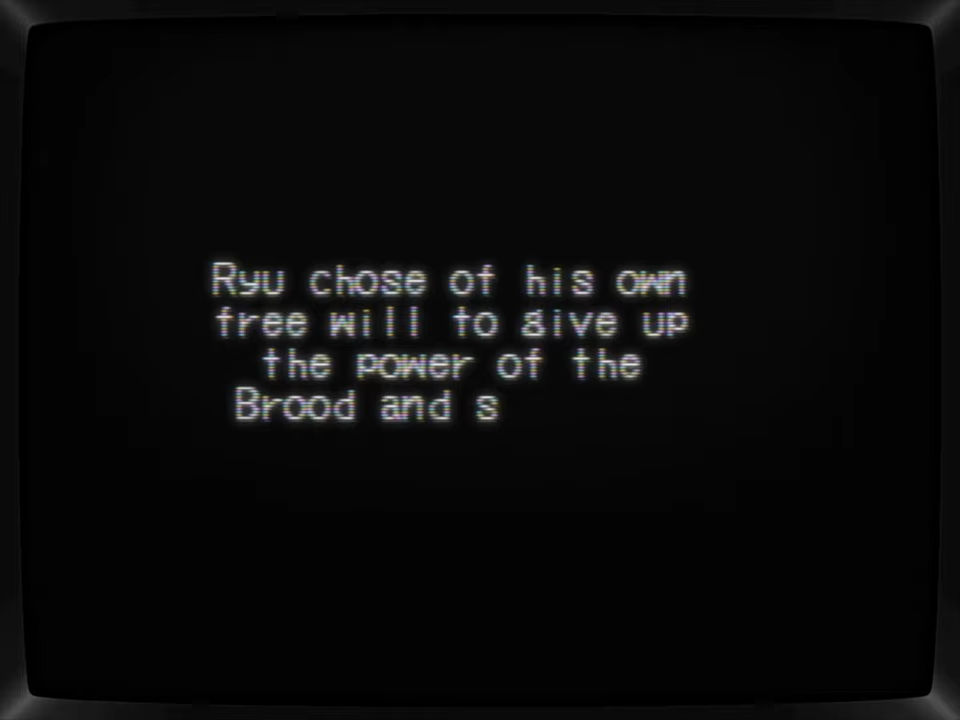 Ryu chose of his own
free will to give up
the power of the
Brood and s